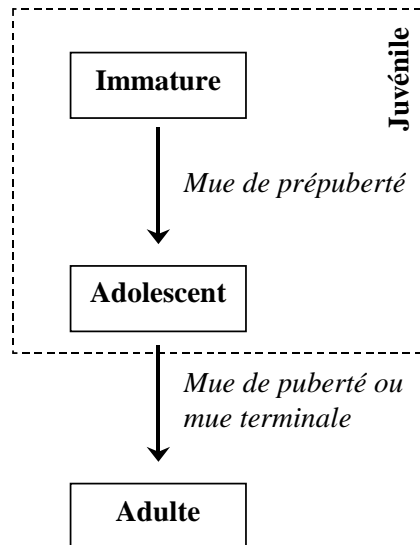 Juvénile
Immature
Mue de prépuberté
Adolescent
Mue de puberté ou
mue terminale
Adulte